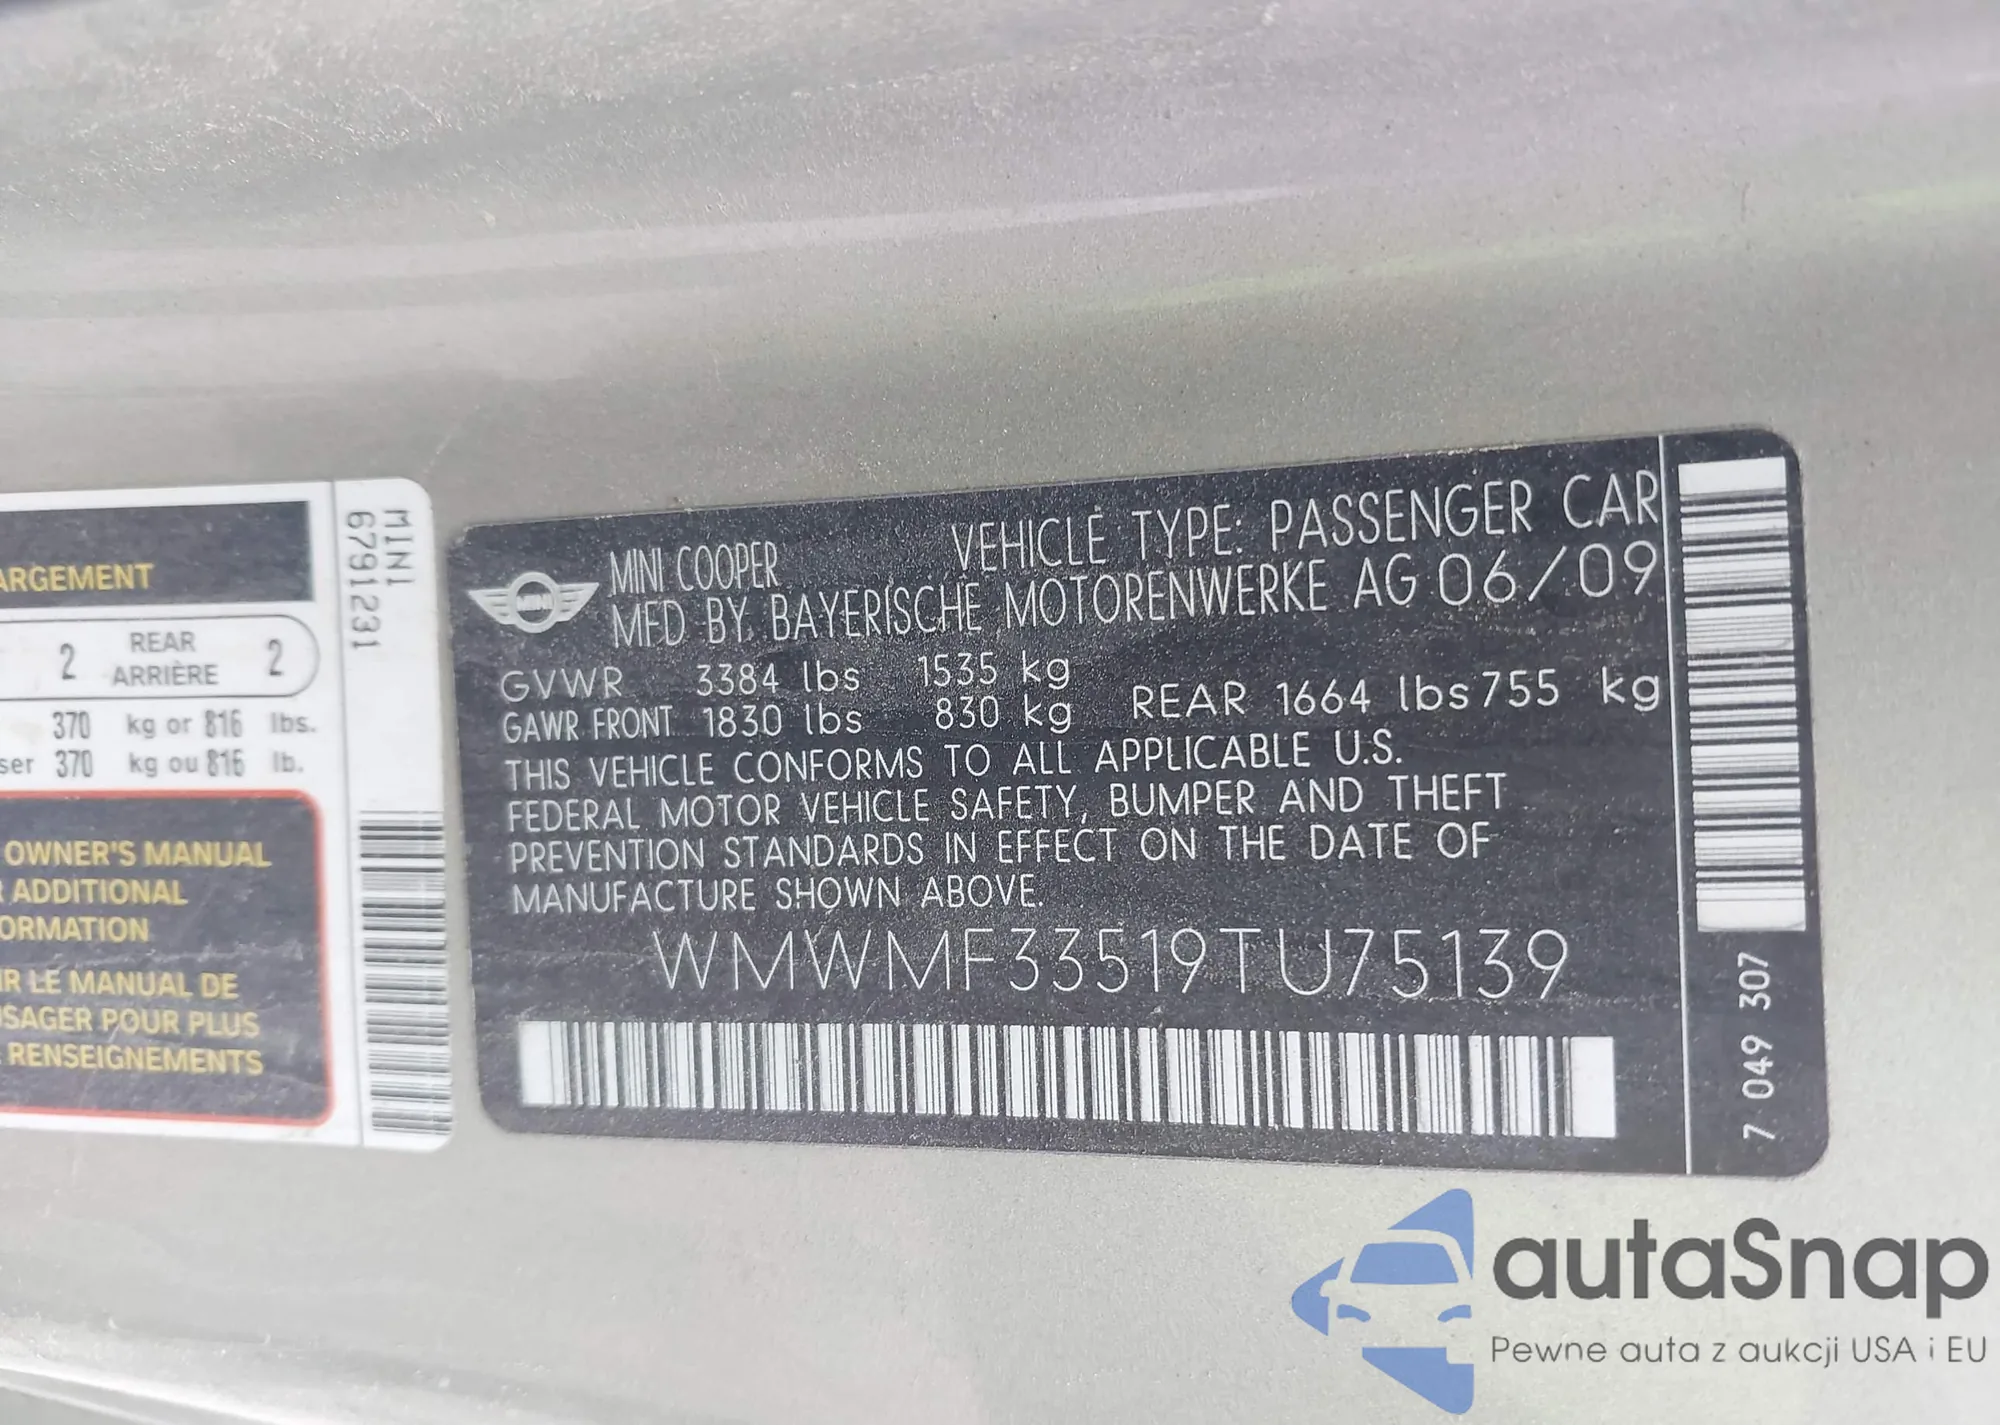 ARGEMENT
2 REAR 2
ARRIÈRE
370 kg or 816 lbs.
ser 370 kg ou 816 lb.
OWNER'S MANUAL
R ADDITIONAL
ORMATION
IR LE MANUAL DE
USAGER POUR PLUS
RENSEIGNEMENTS
MINI
6791231
VEHICLE TYPE: PASSENGER CAR
MINI COOPER
MFD BY BAYERISCHE MOTORENWERKE AG 06/09
MINI
GVWR 3384 lbs 1535 kg
GAWR FRONT 1830 lbs 830 kg REAR 1664 lbs 755 kg
THIS VEHICLE CONFORMS TO ALL APPLICABLE U.S.
FEDERAL MOTOR VEHICLE SAFETY, BUMPER AND THEFT
PREVENTION STANDARDS IN EFFECT ON THE DATE OF
MANUFACTURE SHOWN ABOVE.
WMWMF33519TU75139
7 049 307
autaSnap
Pewne auta z aukcji USA i EU